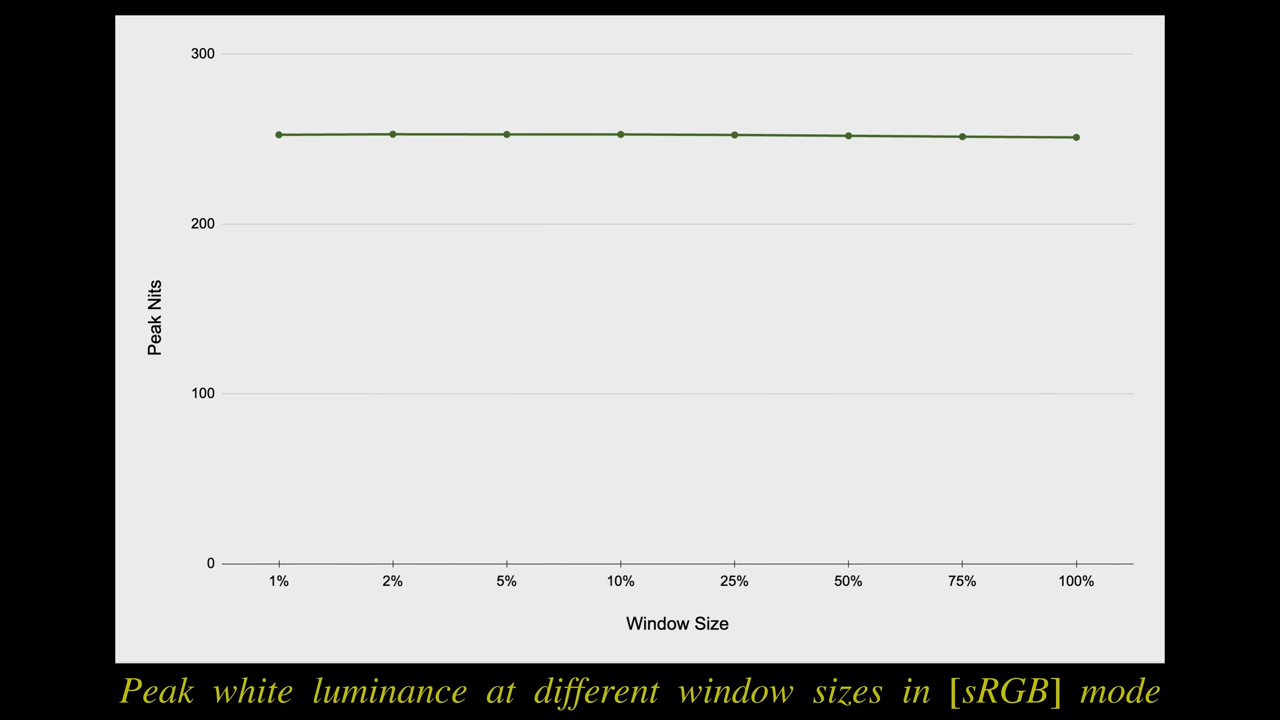 300
200
100
0
Peak Nits
1% 2% 5% 10% 25% 50% 75% 100%
Window Size
Peak white luminance at different window sizes in [sRGB] mode